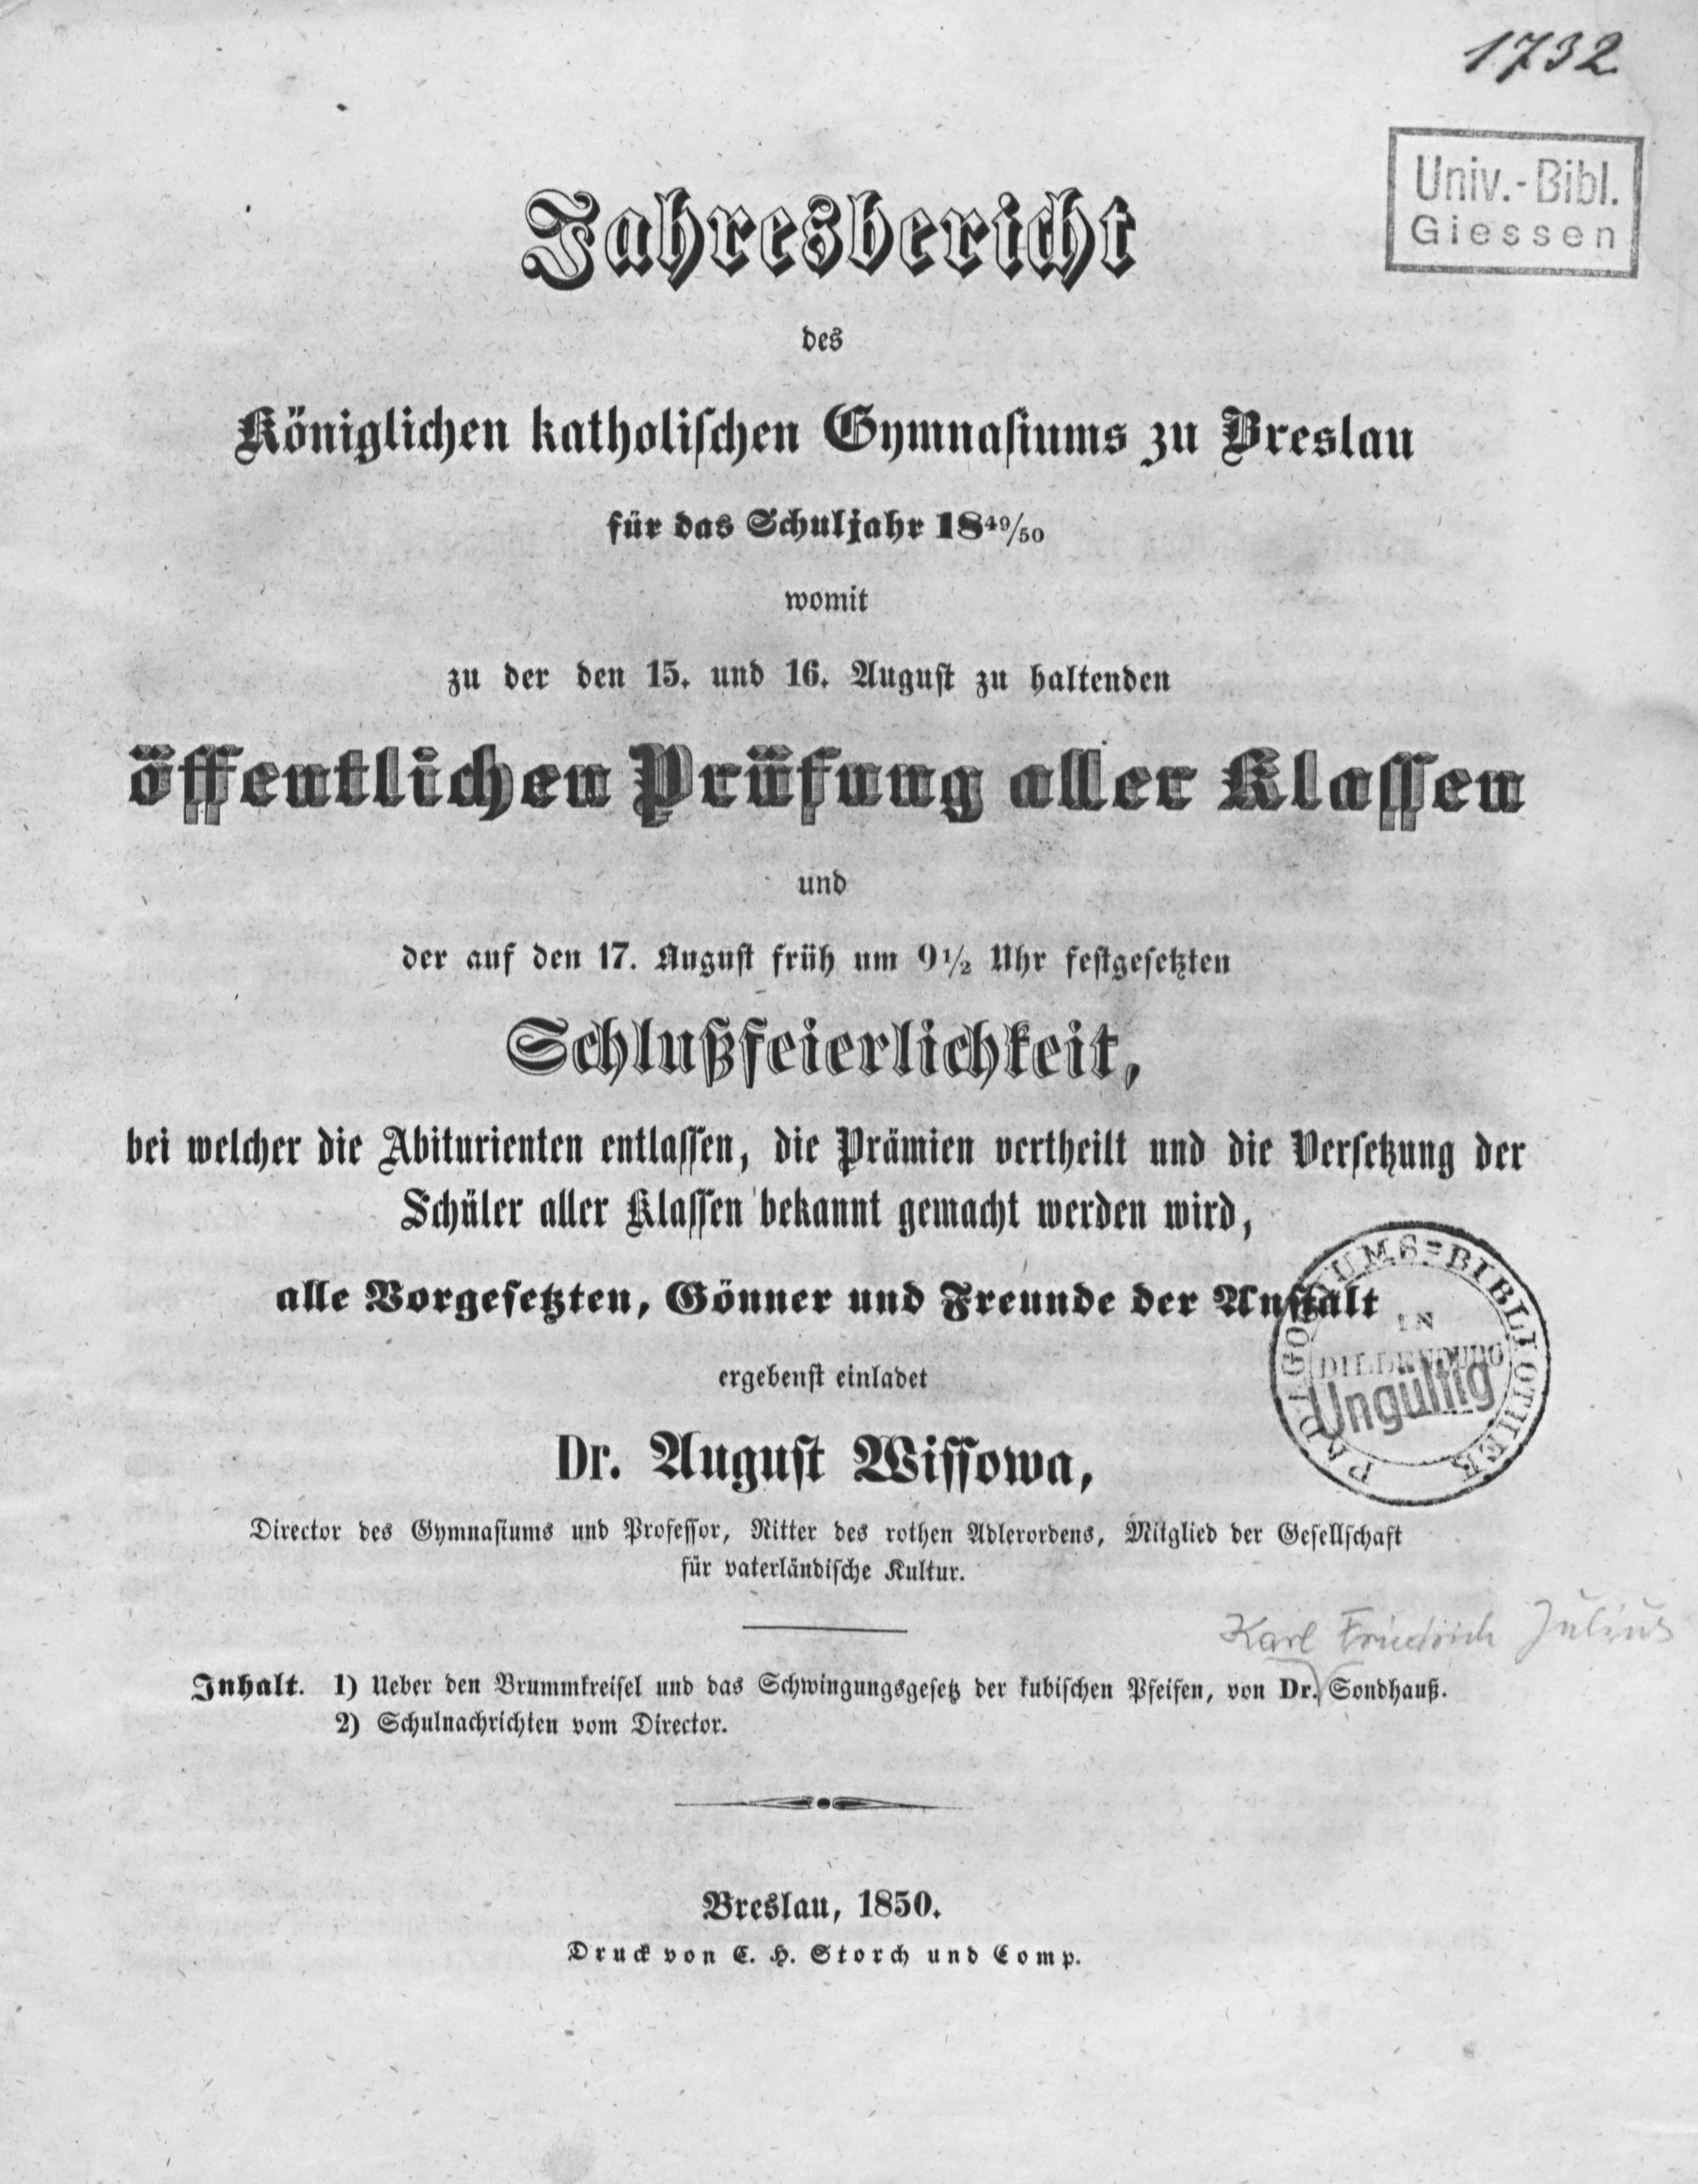 1732
Univ.-Bibl.
Giessen
Jahresbericht
des
Königlichen katholischen Gymnasiums zu Breslau
für das Schuljahr 18⁴⁹/₅₀
womit
zu der den 15. und 16. August zu haltenden
öffentlichen Prüfung aller Klassen
und
der auf den 17. August früh um 9½ Uhr festgesetzten
Schlußfeierlichkeit,
bei welcher die Abiturienten entlassen, die Prämien vertheilt und die Versetzung der
Schüler aller Klassen bekannt gemacht werden wird,
alle Vorgesetzten, Gönner und Freunde der Anstalt
PÆDAGOGIUMS=BIBLIOTHEK
IN
DILLENBURG
Ungültig
ergebenst einladet
Dr. August Wissowa,
Director des Gymnasiums und Professor, Ritter des rothen Adlerordens, Mitglied der Gesellschaft
für vaterländische Kultur.
Karl Friedrich Julius
Inhalt. 1) Ueber den Brummkreisel und das Schwingungsgesetz der kubischen Pfeifen, von Dr. Sondhauß.
2) Schulnachrichten vom Director.
Breslau, 1850.
Druck von C. H. Storch und Comp.